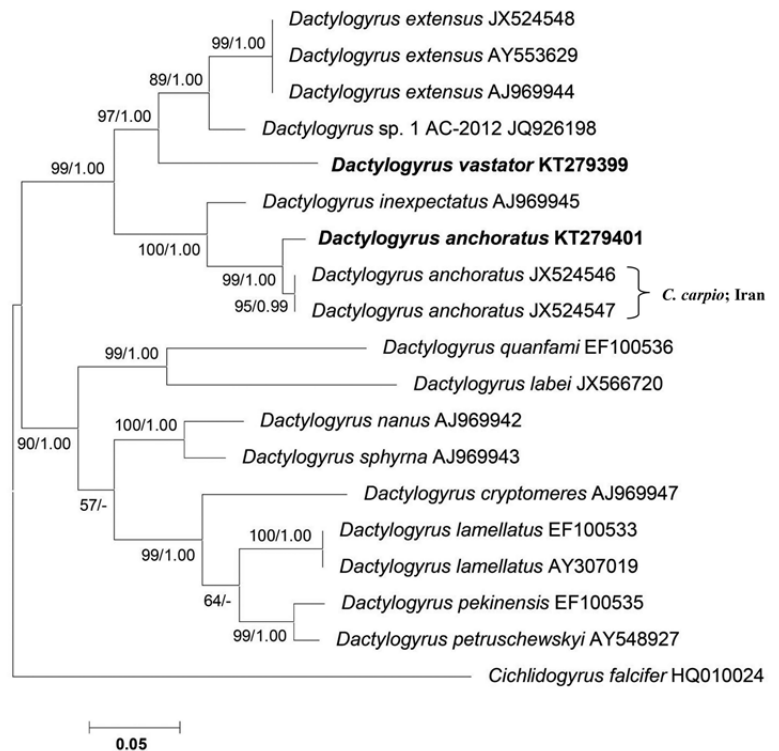 Dactylogyrus extensus JX524548
99/1.00
Dactylogyrus extensus AY553629
89/1.00
Dactylogyrus extensus AJ969944
97/1.00
Dactylogyrus sp. 1 AC-2012 JQ926198
99/1.00
Dactylogyrus vastator KT279399
Dactylogyrus inexpectatus AJ969945
100/1.00
Dactylogyrus anchoratus KT279401
99/1.00
Dactylogyrus anchoratus JX524546
C. carpio; Iran
95/0.99
Dactylogyrus anchoratus JX524547
99/1.00
Dactylogyrus quanfami EF100536
Dactylogyrus labei JX566720
90/1.00
100/1.00
Dactylogyrus nanus AJ969942
Dactylogyrus sphyrna AJ969943
57/-
Dactylogyrus cryptomeres AJ969947
99/1.00
100/1.00
Dactylogyrus lamellatus EF100533
Dactylogyrus lamellatus AY307019
64/-
Dactylogyrus pekinensis EF100535
99/1.00
Dactylogyrus petruschewskyi AY548927
Cichlidogyrus falcifer HQ010024
0.05